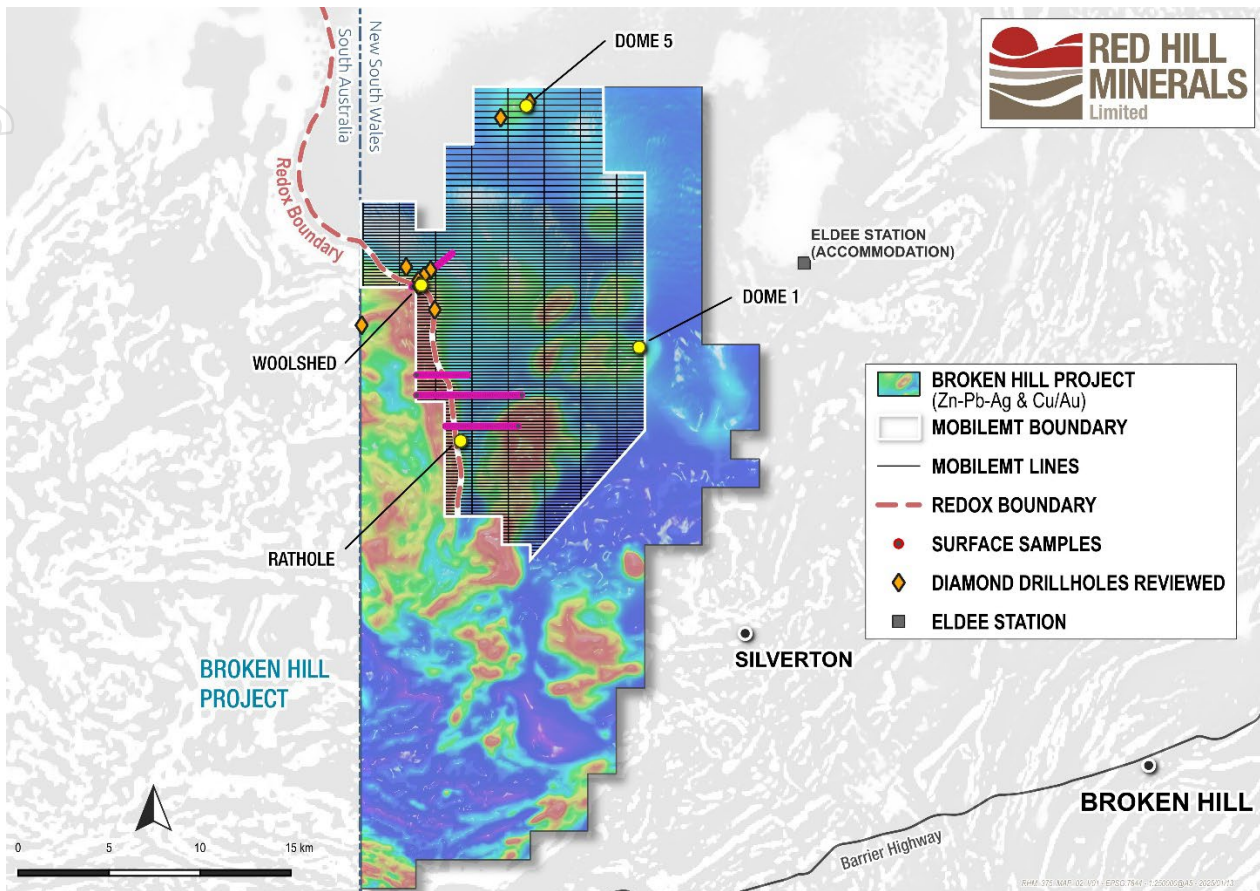 DOME 5
RED HILL
MINERALS
Limited
South Australia
New South Wales
Redox Boundary
ELDEE STATION
(ACCOMMODATION)
DOME 1
WOOLSHED
BROKEN HILL PROJECT
(Zn-Pb-Ag & Cu/Au)
MOBILEMT BOUNDARY
MOBILEMT LINES
REDOX BOUNDARY
SURFACE SAMPLES
DIAMOND DRILLHOLES REVIEWED
ELDEE STATION
RATHOLE
SILVERTON
BROKEN HILL
PROJECT
BROKEN HILL
Barrier Highway
0 5 10 15 km